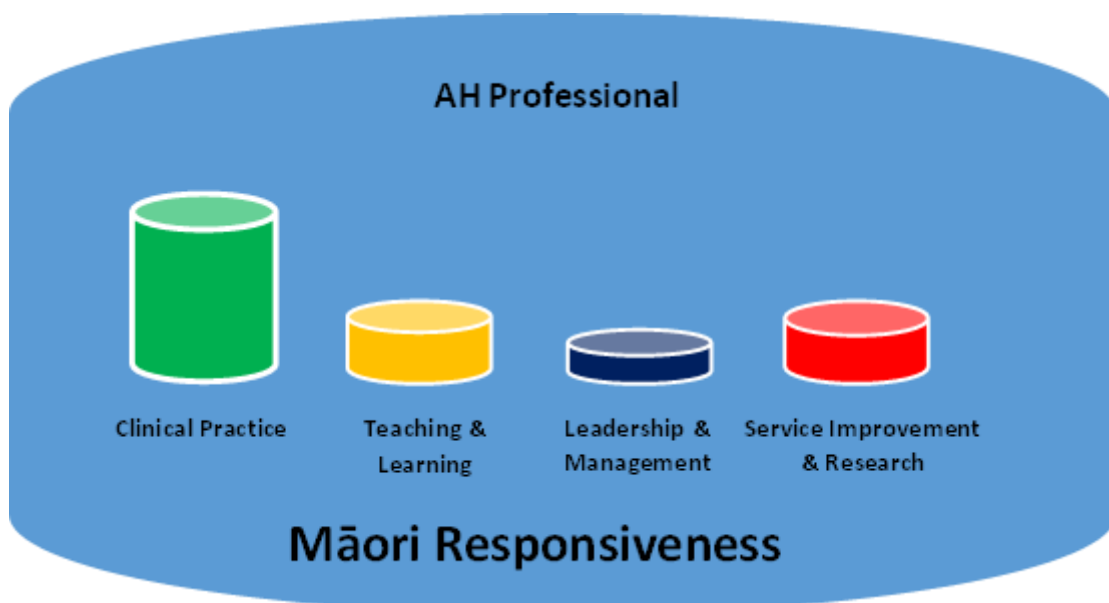 AH Professional
Clinical Practice
Teaching &
Learning
Leadership &
Management
Service Improvement
& Research
Māori Responsiveness